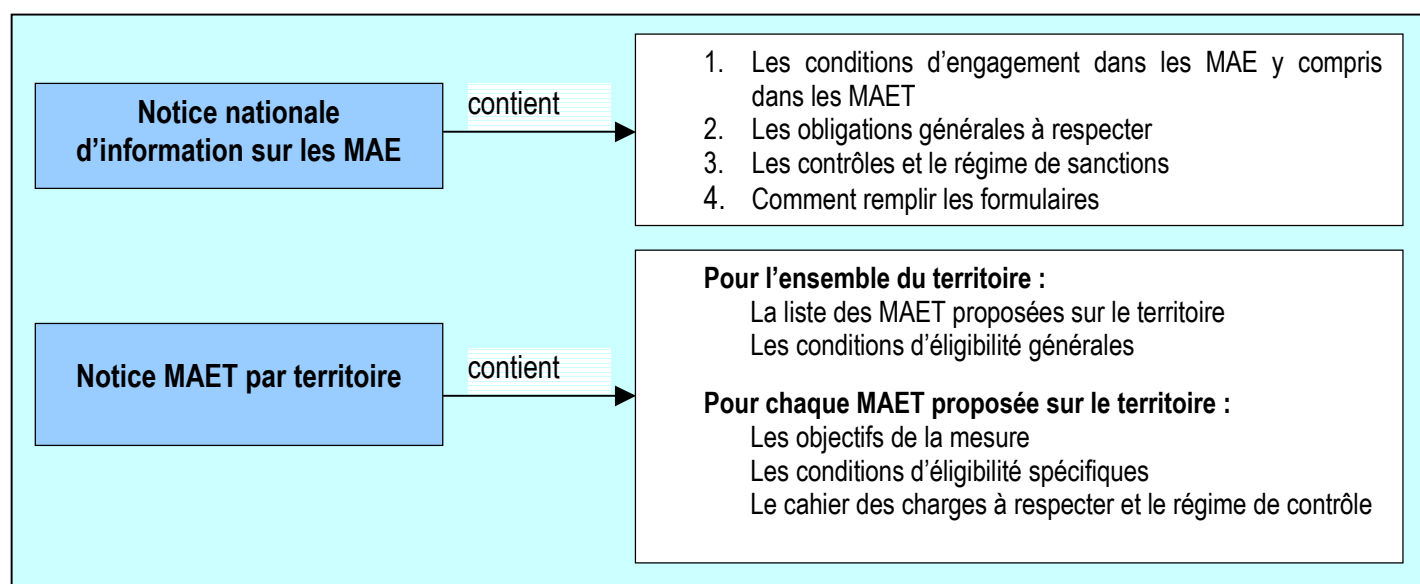 Notice nationale
d'information sur les MAE
contient
1. Les conditions d'engagement dans les MAE y compris
dans les MAET
2. Les obligations générales à respecter
3. Les contrôles et le régime de sanctions
4. Comment remplir les formulaires
Notice MAET par territoire
contient
Pour l'ensemble du territoire :
La liste des MAET proposées sur le territoire
Les conditions d'éligibilité générales
Pour chaque MAET proposée sur le territoire :
Les objectifs de la mesure
Les conditions d'éligibilité spécifiques
Le cahier des charges à respecter et le régime de contrôle